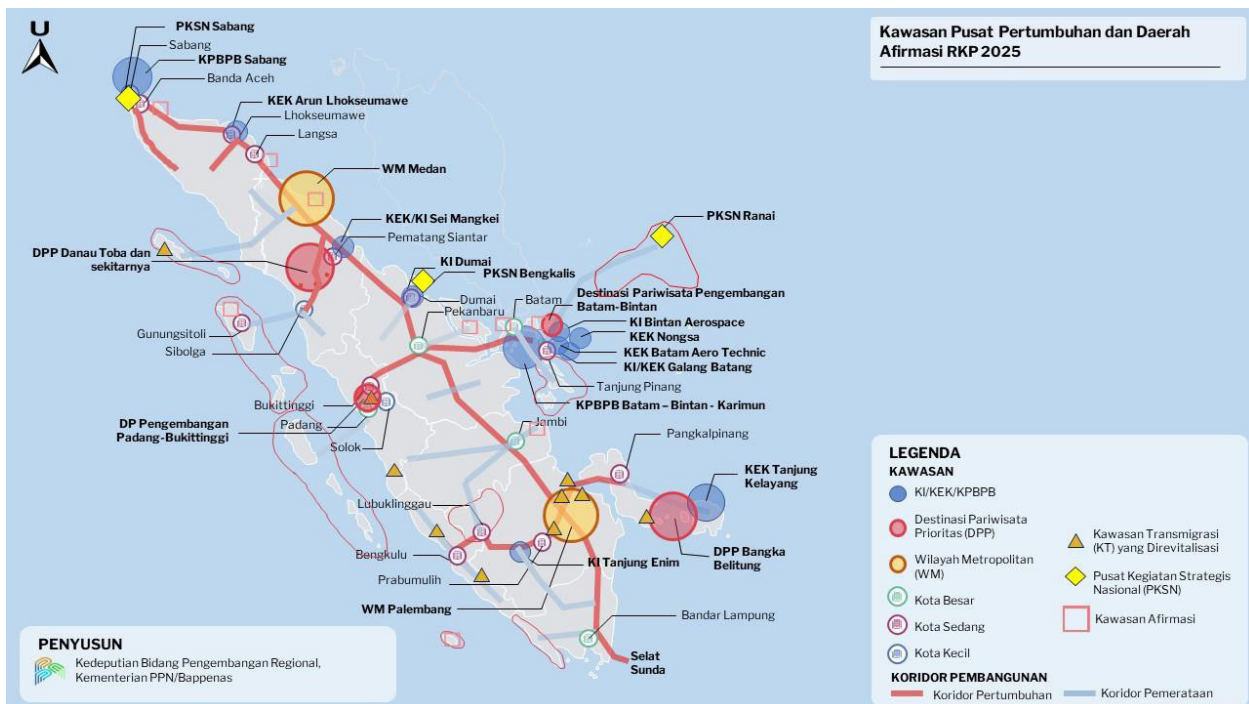 U
Kawasan Pusat Pertumbuhan dan Daerah
Afirmasi RKP 2025
PKSN Sabang
Sabang
KPBPB Sabang
Banda Aceh
KEK Arun Lhokseumawe
Lhokseumawe
Langsa
WM Medan
PKSN Ranai
KEK/KI Sei Mangkei
Pematang Siantar
DPP Danau Toba dan
sekitarnya
KI Dumai
PKSN Bengkalis
Dumai
Pekanbaru
Batam
Destinasi Pariwisata Pengembangan
Batam-Bintan
KI Bintan Aerospace
KEK Nongsa
KEK Batam Aero Technic
KI/KEK Galang Batang
Gunungsitoli
Sibolga
Tanjung Pinang
KPBPB Batam – Bintan - Karimun
Bukittinggi
Padang
DP Pengembangan
Padang-Bukittinggi
Solok
Jambi
Pangkalpinang
KEK Tanjung
Kelayang
Lubuklinggau
Bengkulu
Prabumulih
KI Tanjung Enim
DPP Bangka
Belitung
WM Palembang
Bandar Lampung
Selat
Sunda
PENYUSUN
Kedeputian Bidang Pengembangan Regional,
Kementerian PPN/Bappenas
LEGENDA
KAWASAN
KI/KEK/KPBPB
Destinasi Pariwisata
Prioritas (DPP)
Wilayah Metropolitan
(WM)
Kota Besar
Kota Sedang
Kota Kecil
Kawasan Transmigrasi
(KT) yang Direvitalisasi
Pusat Kegiatan Strategis
Nasional (PKSN)
Kawasan Afirmasi
KORIDOR PEMBANGUNAN
Koridor Pertumbuhan
Koridor Pemerataan